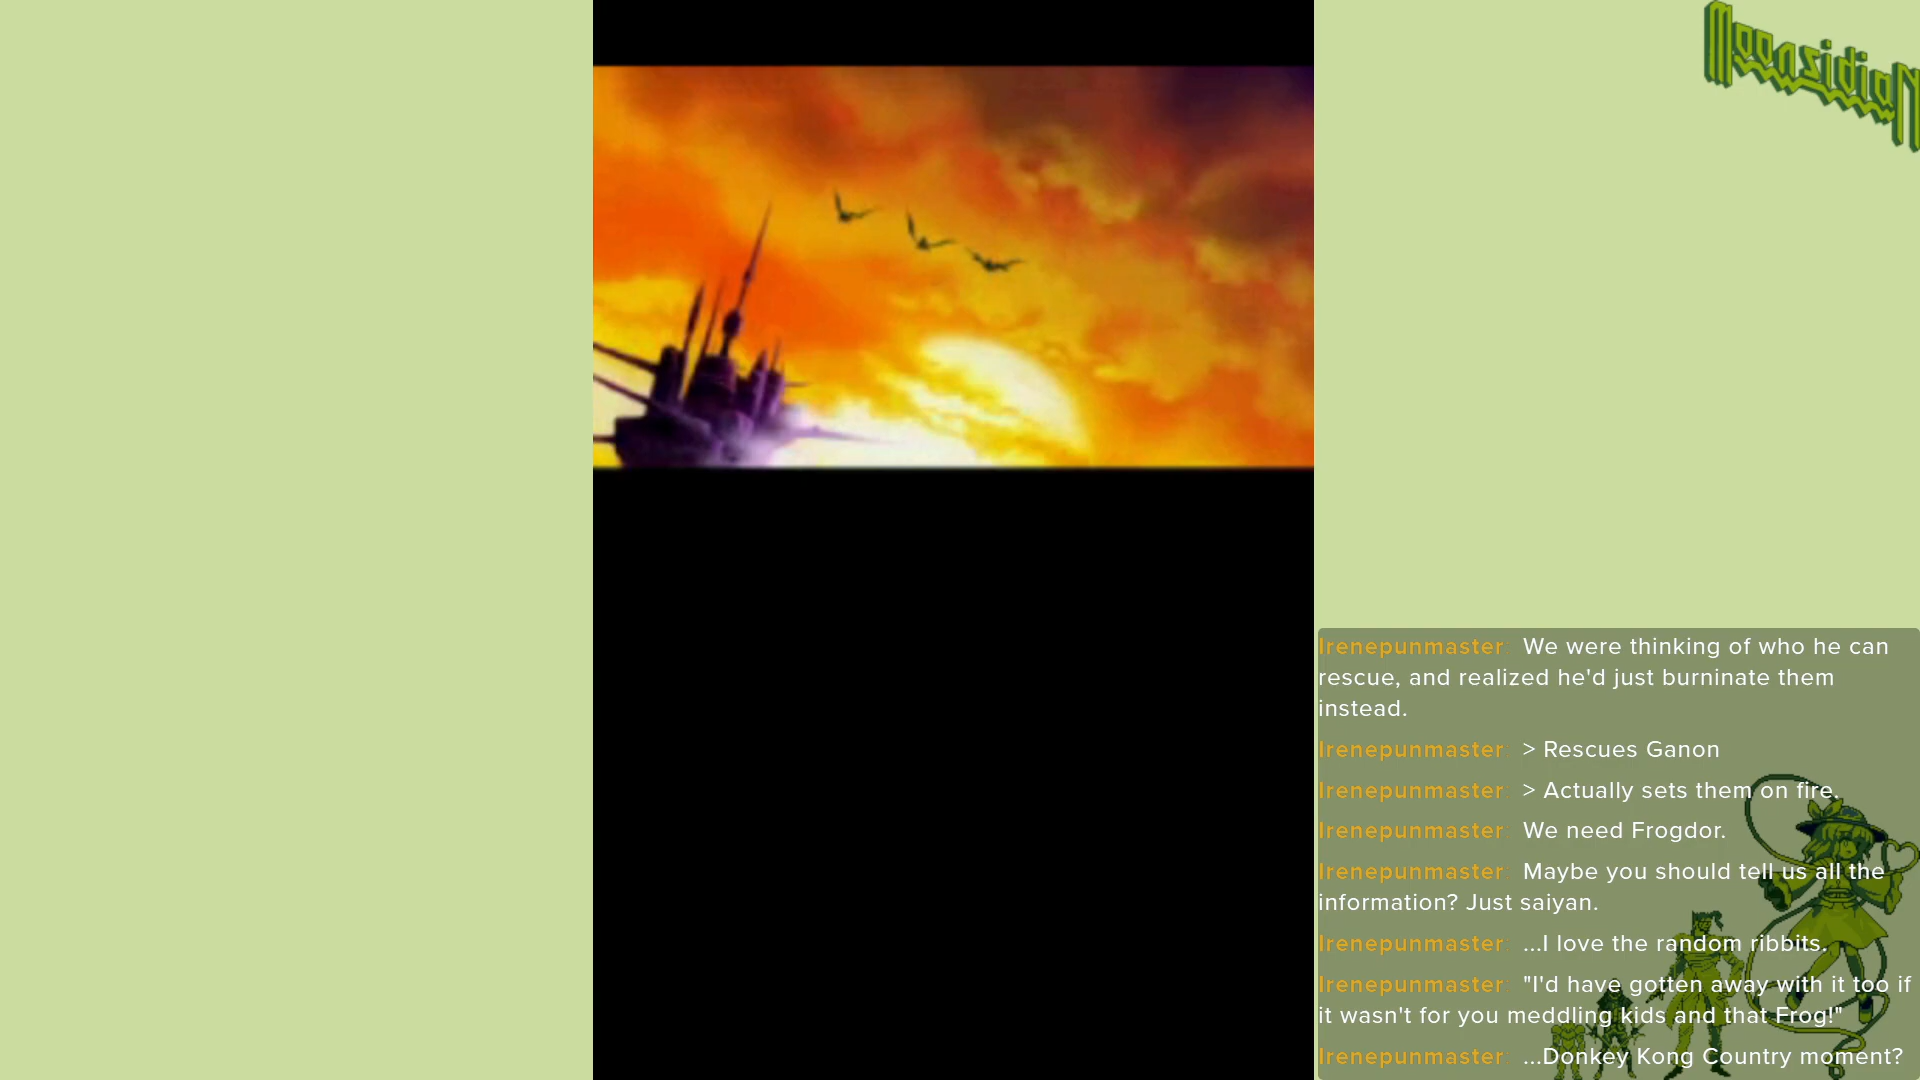 MoonsidiaN
Irenepunmaster We were thinking of who he can
rescue, and realized he'd just burninate them
instead.
Irenepunmaster > Rescues Ganon
Irenepunmaster > Actually sets them on fire.
Irenepunmaster We need Frogdor.
Irenepunmaster Maybe you should tell us all the
information? Just saiyan.
Irenepunmaster ...I love the random ribbits.
Irenepunmaster "I'd have gotten away with it too if
it wasn't for you meddling kids and that Frog!"
Irenepunmaster ...Donkey Kong Country moment?